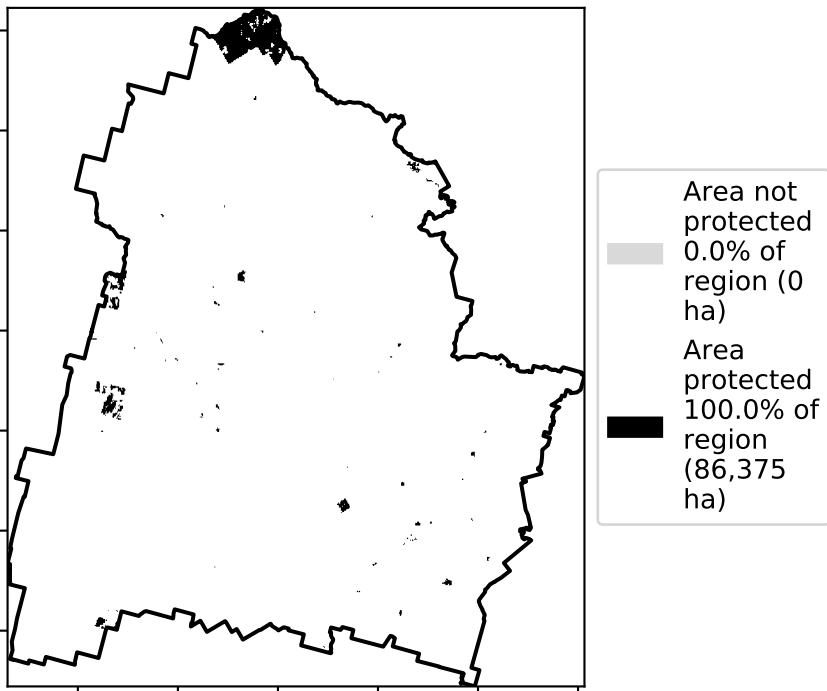 Area not
protected
0.0% of
region (0
ha)
Area
protected
100.0% of
region
(86,375
ha)